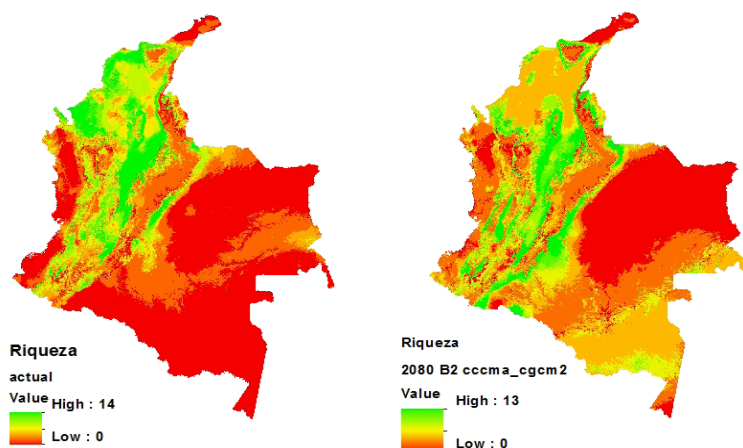 Riqueza
actual
Value
High : 14
Low : 0
Riqueza
2080 B2 cccma_cgcm2
Value
High : 13
Low : 0